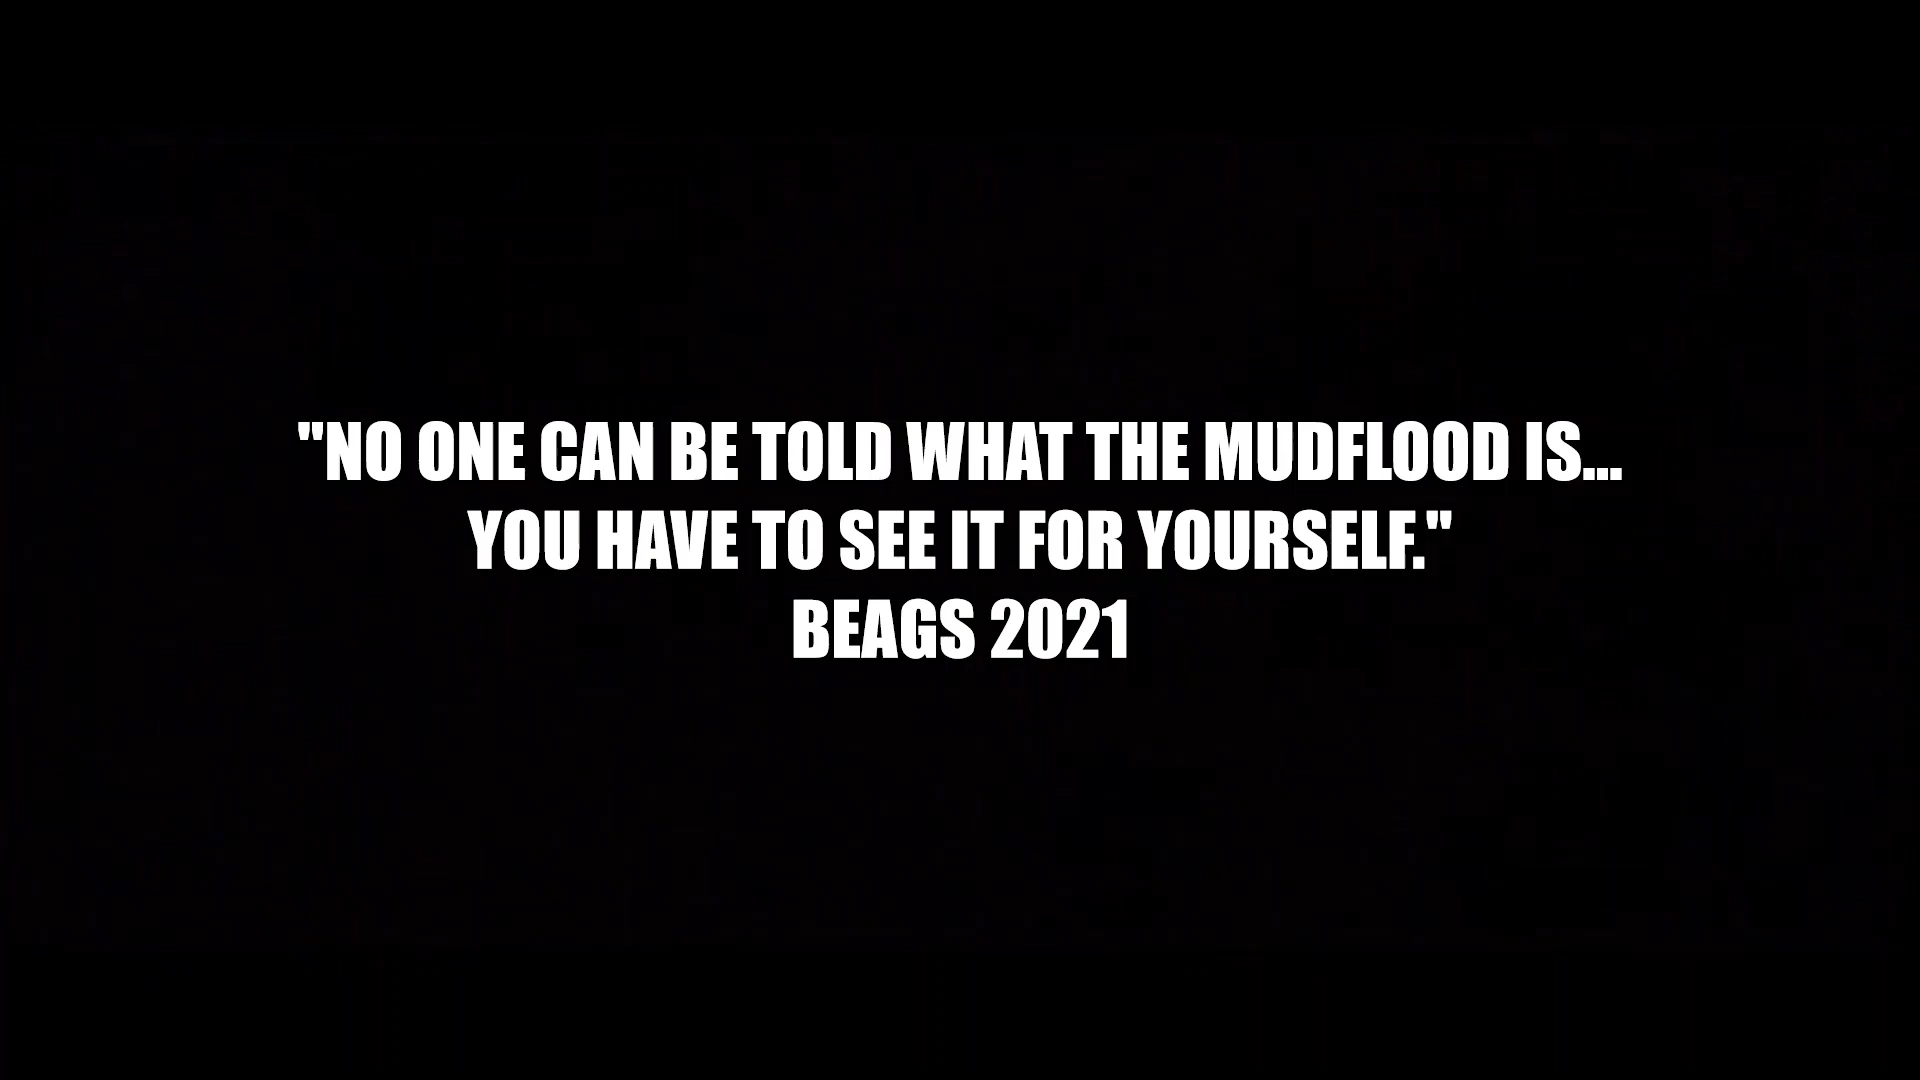 "NO ONE CAN BE TOLD WHAT THE MUDFLOOD IS...
YOU HAVE TO SEE IT FOR YOURSELF."
BEAGS 2021